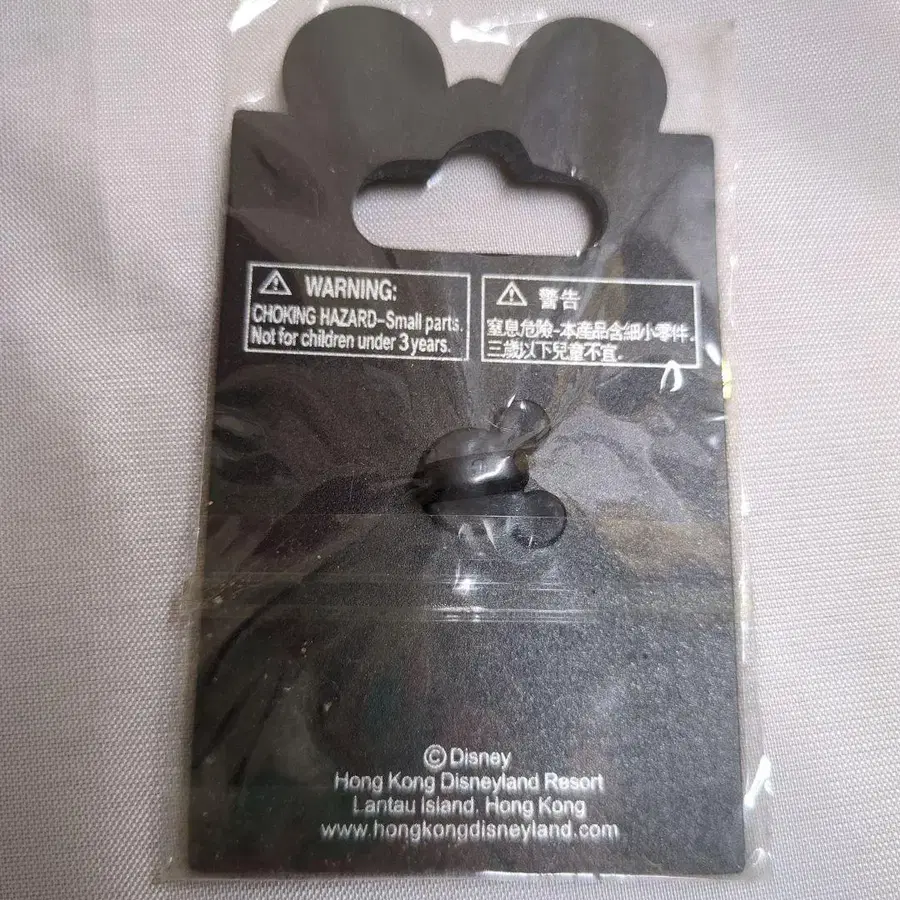 ⚠ WARNING:
CHOKING HAZARD–Small parts.
Not for children under 3 years.
⚠ 警告
窒息危險-本產品含細小零件.
三歲以下兒童不宜.
© Disney
Hong Kong Disneyland Resort
Lantau Island, Hong Kong
www.hongkongdisneyland.com